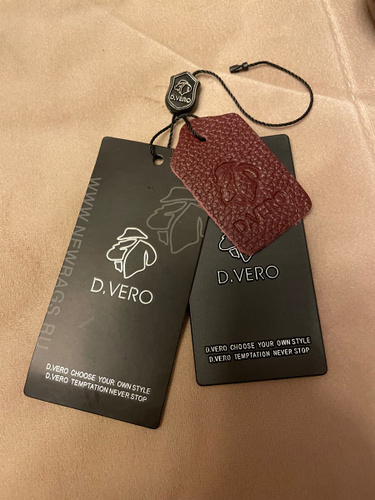 D.VERO
D.VERO
WWW.NEWBAGS.RU
D.VERO
D.VERO CHOOSE YOUR OWN STYLE
D.VERO TEMPTATION NEVER STOP
D.VERO
D.VERO CHOOSE YOUR OWN STYLE
D.VERO TEMPTATION NEVER STOP